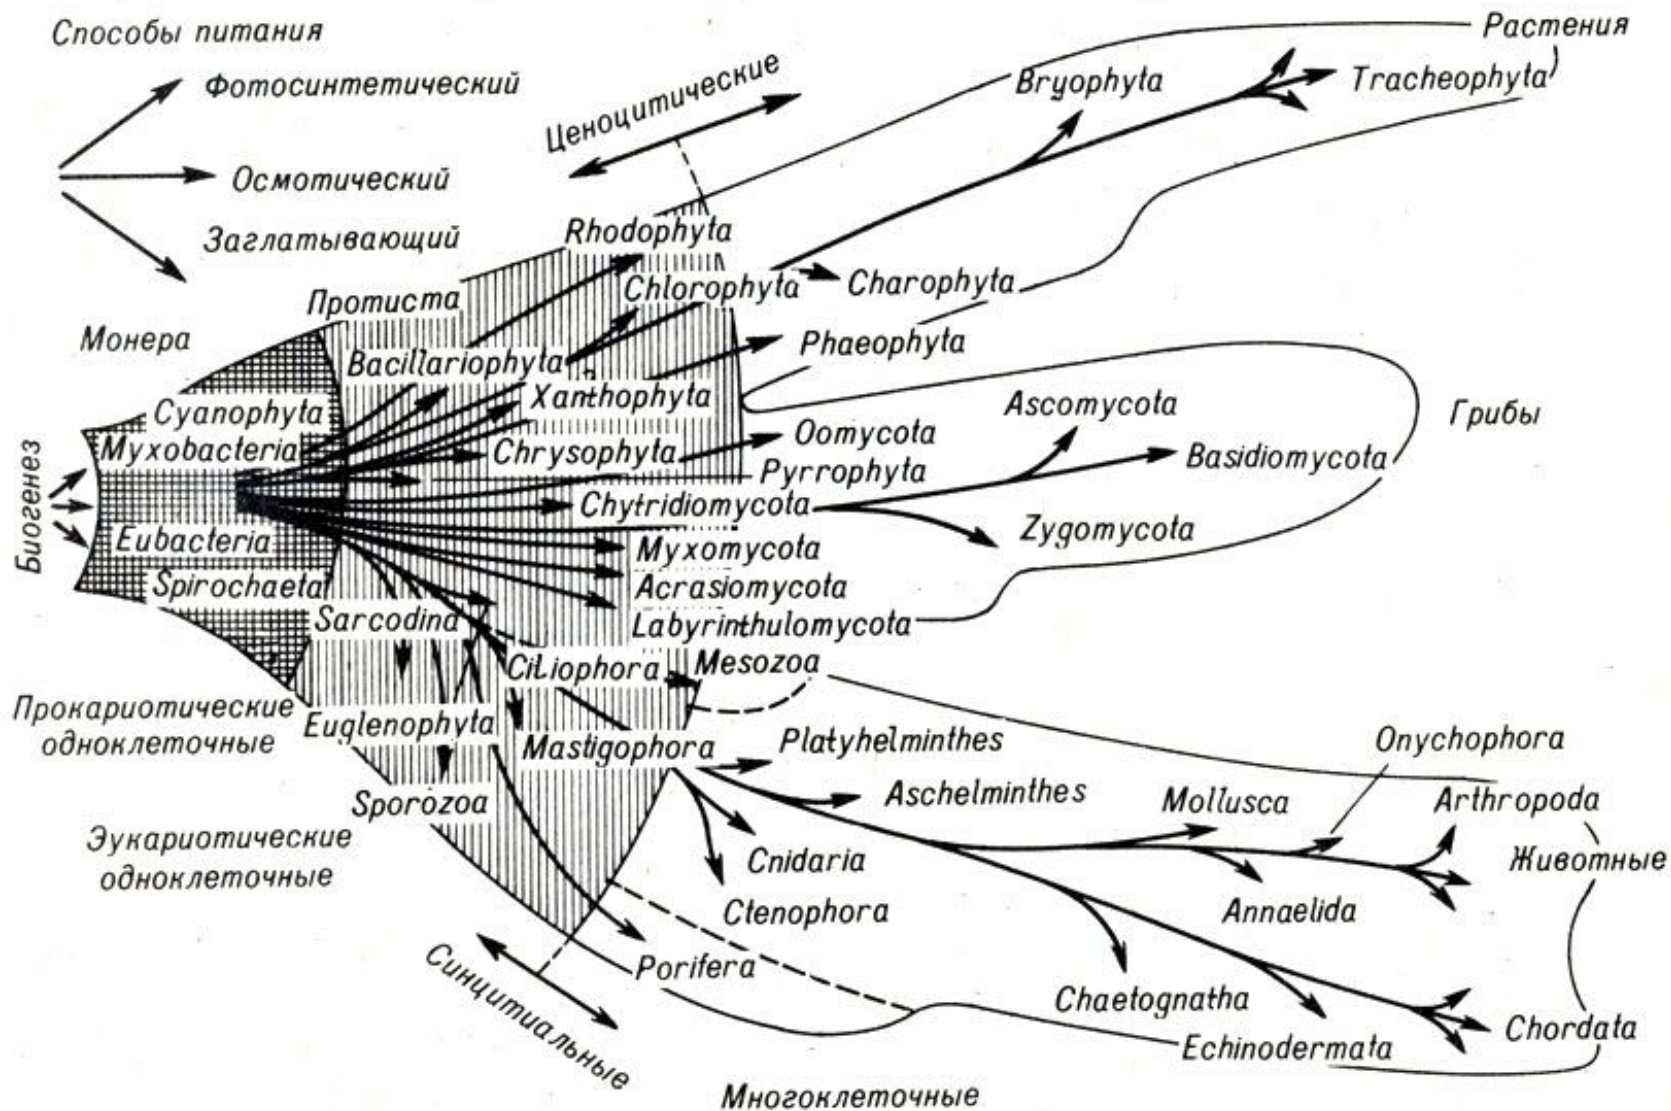 Способы питания
Фотосинтетический
Осмотический
Заглатывающий
Ценоцитические
Растения
Bryophyta
Tracheophyta
Rhodophyta
Протиста
Chlorophyta
Charophyta
Монера
Bacillariophyta
Phaeophyta
Cyanophyta
Xanthophyta
Ascomycota
Грибы
Myxobacteria
Chrysophyta
Oomycota
Basidiomycota
Pyrrophyta
Биогенез
Chytridiomycota
Zygomycota
Eubacteria
Myxomycota
Spirochaeta
Acrasiomycota
Sarcodina
Labyrinthulomycota
CiLiophora
Mesozoa
Прокариотические
одноклеточные
Euglenophyta
Mastigophora
Platyhelminthes
Onychophora
Sporozoa
Aschelminthes
Mollusca
Arthropoda
Эукариотические
одноклеточные
Cnidaria
Животные
Ctenophora
Annaelida
Синцитиальные
Porifera
Chaetognatha
Chordata
Echinodermata
Многоклеточные